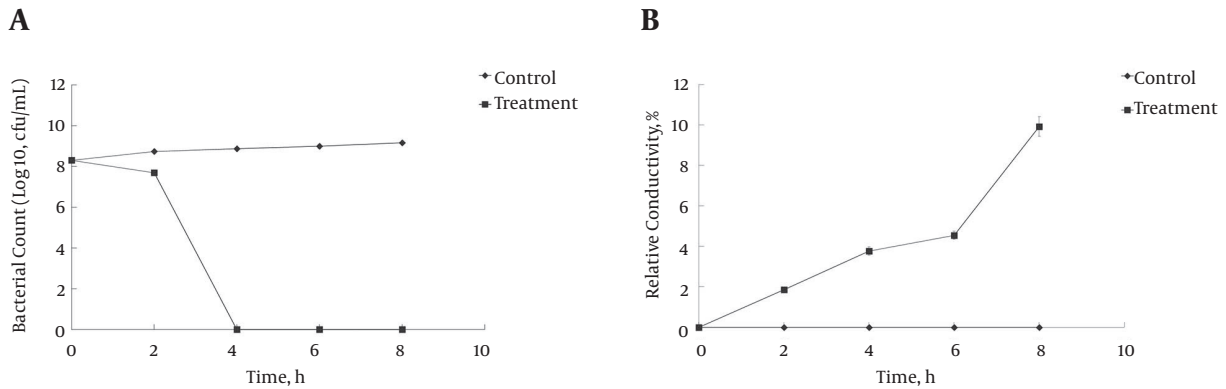 A
Bacterial Count (Log10, cfu/mL)
12
10
8
6
4
2
0
0 2 4 6 8 10
Time, h
Control
Treatment
B
Relative Conductivity,%
12
10
8
6
4
2
0
0 2 4 6 8 10
Time, h
Control
Treatment